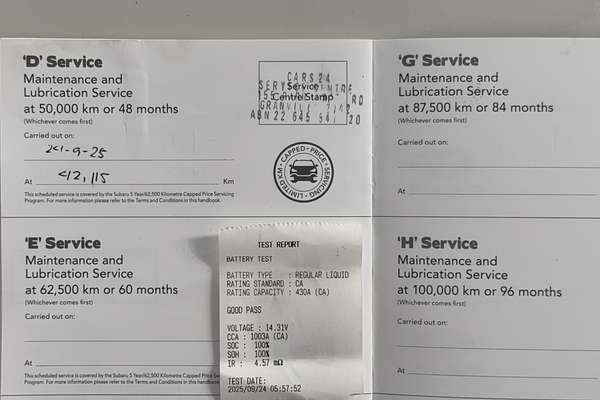 'D' Service
Maintenance and
Lubrication Service
at 50,000 km or 48 months
(Whichever comes first)
Carried out on:
24-9-25
At 42,115 Km
This scheduled service is covered by the Subaru 5 Year/62,500 Kilometre Capped Price Servicing
Program. For more information please refer to the Terms and Conditions in this handbook.
CARS 24
Service
Centre Stamp
GRANVILLE
ABN 22 646
CAPPED-PRICE SERVICING LIMITED KM
'G' Service
Maintenance and
Lubrication Service
at 87,500 km or 84 months
(Whichever comes first)
Carried out on:
At
'E' Service
Maintenance and
Lubrication Service
at 62,500 km or 60 months
(Whichever comes first)
Carried out on:
At
This scheduled service is covered by the Subaru 5 Year/62,500 Kilometre Capped Price
Program. For more information please refer to the Terms and Conditions in this
TEST REPORT
BATTERY TEST
BATTERY TYPE : REGULAR LIQUID
RATING STANDARD : CA
RATING CAPACITY : 430A (CA)
GOOD PASS
VOLTAGE : 14.31V
CCA : 1003A (CA)
SOC : 100%
SOH : 100%
IR : 4.57 mΩ
TEST DATE:
2025/09/24 05:57:52
'H' Service
Maintenance and
Lubrication Service
at 100,000 km or 96 months
(Whichever comes first)
Carried out on:
At